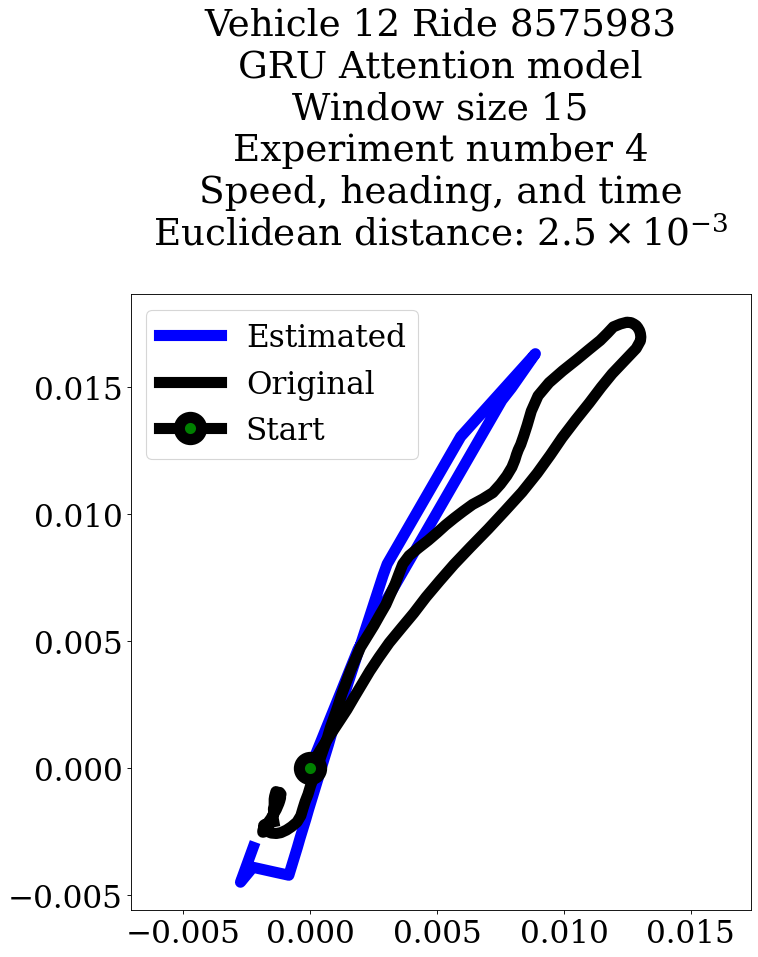 Vehicle 12 Ride 8575983
GRU Attention model
Window size 15
Experiment number 4
Speed, heading, and time
Euclidean distance: 2.5 × 10⁻³
Estimated
Original
Start
0.015
0.010
0.005
0.000
−0.005
−0.005 0.000 0.005 0.010 0.015